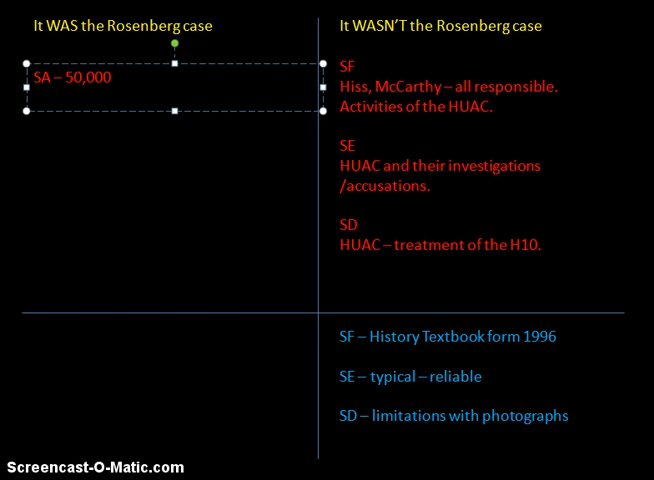 It WAS the Rosenberg case
SA – 50,000
It WASN'T the Rosenberg case
SF
Hiss, McCarthy – all responsible.
Activities of the HUAC.
SE
HUAC and their investigations
/accusations.
SD
HUAC – treatment of the H10.
SF – History Textbook form 1996
SE – typical – reliable
SD – limitations with photographs
Screencast-O-Matic.com